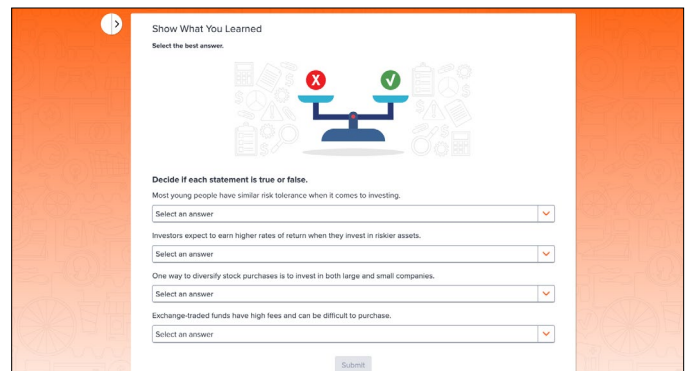 Show What You Learned
Select the best answer.
X
Decide if each statement is true or false.
Most young people have similar risk tolerance when it comes to investing.
Select an answer
Investors expect to earn higher rates of return when they invest in riskier assets.
Select an answer
One way to diversify stock purchases is to invest in both large and small companies.
Select an answer
Exchange-traded funds have high fees and can be difficult to purchase.
Select an answer
Submit